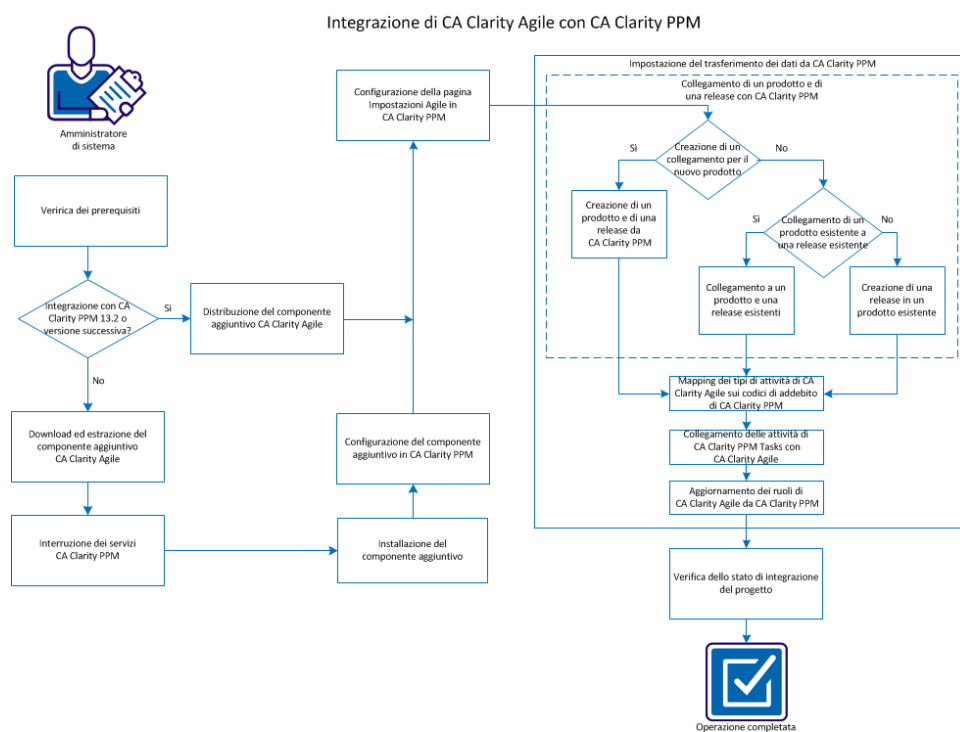 Integrazione di CA Clarity Agile con CA Clarity PPM
Amministratore
di sistema
Veririca dei prerequisiti
Integrazione con CA
Clarity PPM 13.2 o
versione successiva?
Sì
No
Distribuzione del componente
aggiuntivo CA Clarity Agile
Download ed estrazione del
componente aggiuntivo
CA Clarity Agile
Interruzione dei servizi
CA Clarity PPM
Installazione del
componente aggiuntivo
Configurazione del componente
aggiuntivo in CA Clarity PPM
Configurazione della pagina
Impostazioni Agile in
CA Clarity PPM
Impostazione del trasferimento dei dati da CA Clarity PPM
Collegamento di un prodotto e di
una release con CA Clarity PPM
Creazione di un
collegamento per il
nuovo prodotto
Sì
No
Creazione di un
prodotto e di una
release da
CA Clarity PPM
Collegamento di un
prodotto esistente a
una release esistente
Sì
No
Collegamento a un
prodotto e una
release esistenti
Creazione di una
release in un
prodotto esistente
Mapping dei tipi di attività di CA
Clarity Agile sui codici di addebito
di CA Clarity PPM
Collegamento delle attività di
CA Clarity PPM Tasks con
CA Clarity Agile
Aggiornamento dei ruoli di
CA Clarity Agile da CA Clarity PPM
Verifica dello stato di integrazione
del progetto
Operazione completata